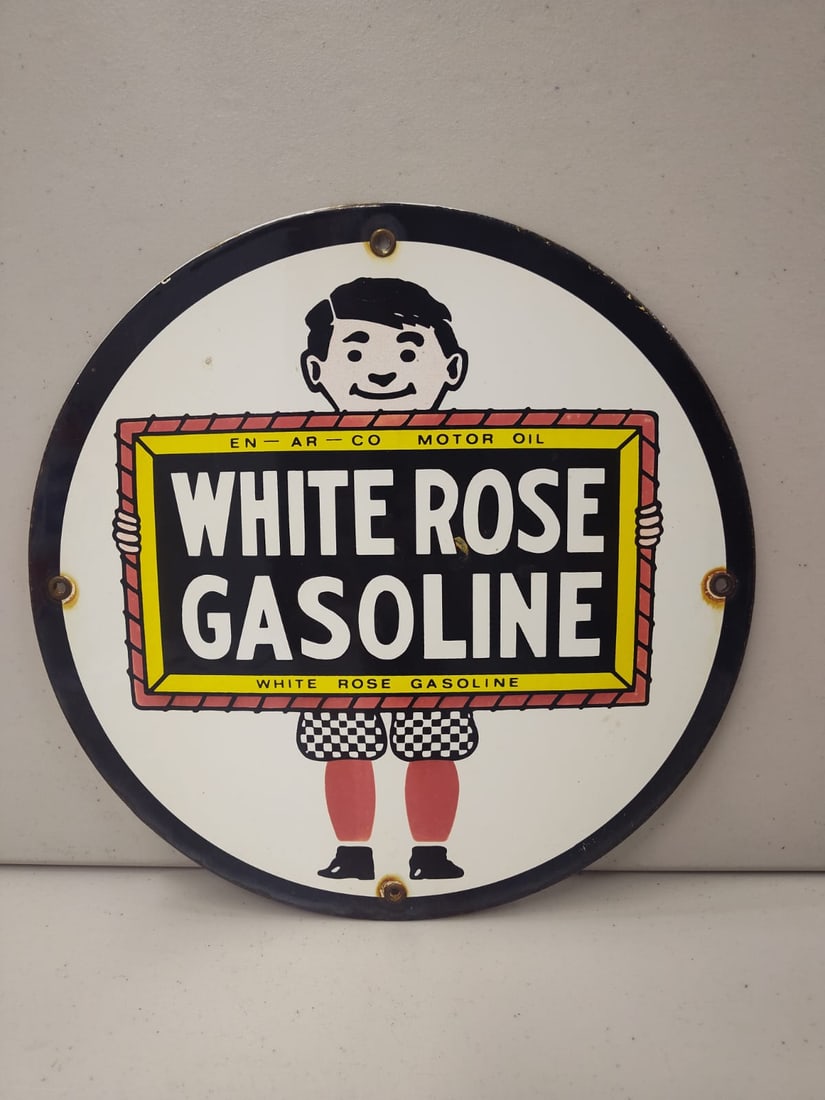 EN-AR-CO MOTOR OIL
WHITE ROSE
GASOLINE
WHITE ROSE GASOLINE